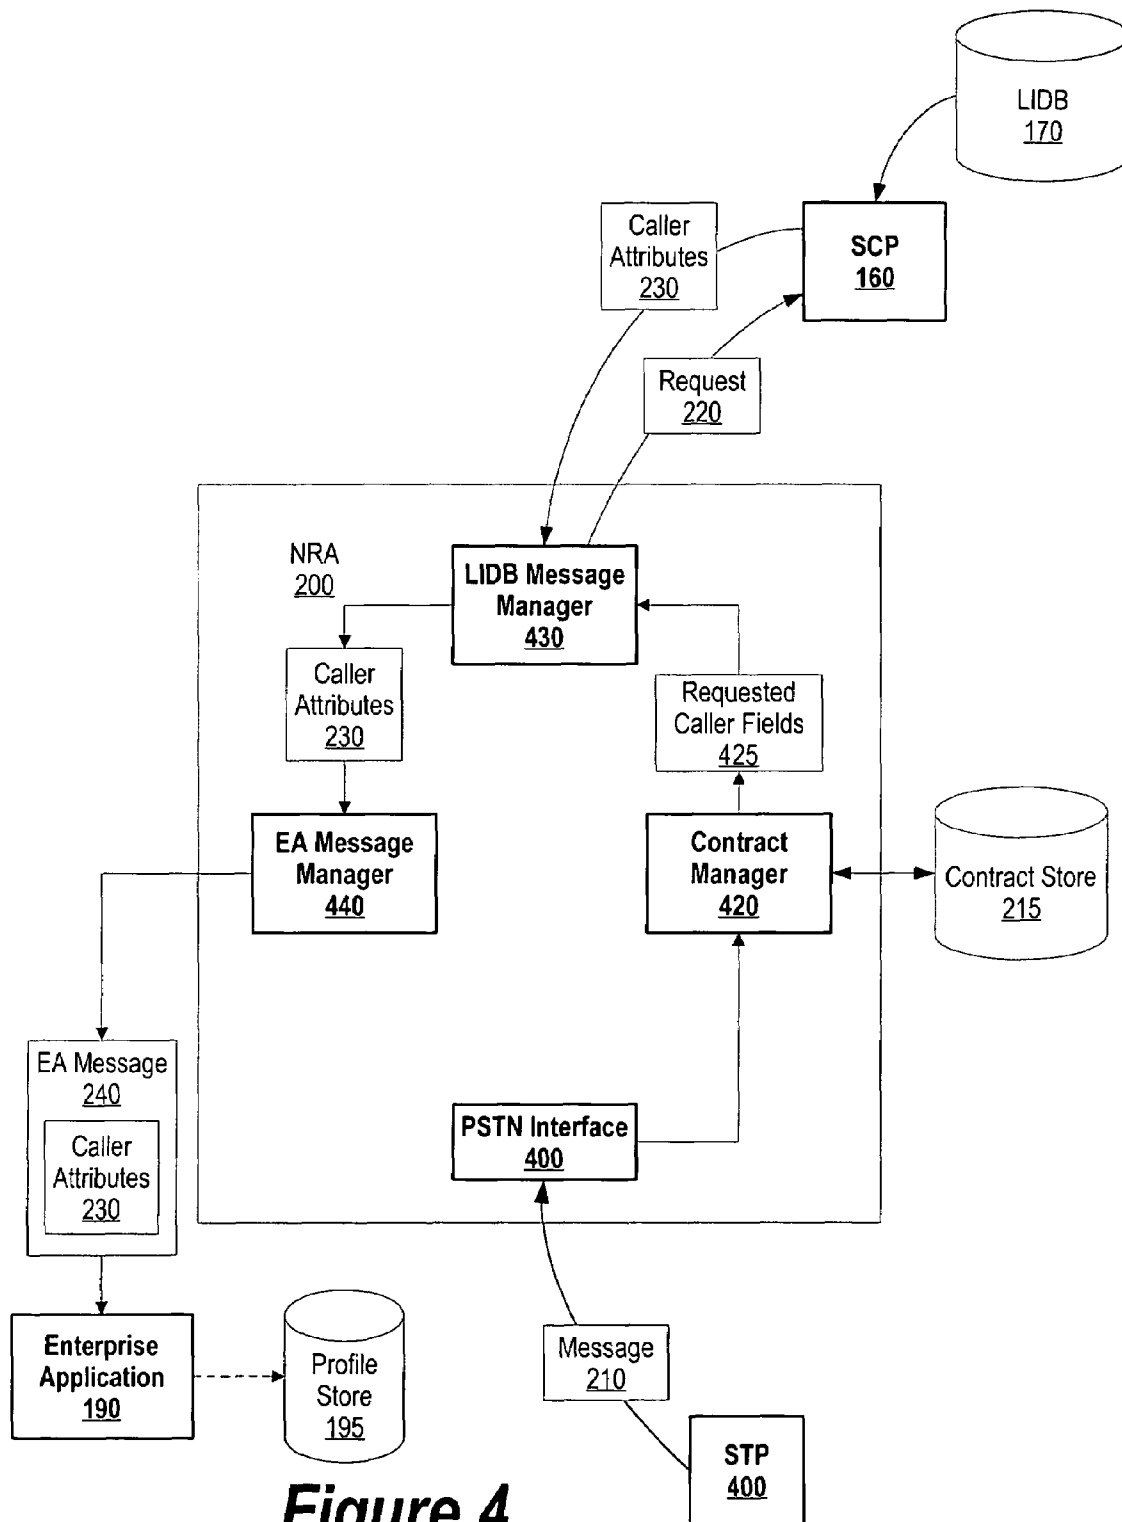 LIDB
170
Caller
Attributes
230
SCP
160
Request
220
NRA
200
LIDB Message
Manager
430
Caller
Attributes
230
Requested
Caller Fields
425
EA Message
Manager
440
Contract
Manager
420
Contract Store
215
EA Message
240
Caller
Attributes
230
PSTN Interface
400
Enterprise
Application
190
Profile
Store
195
Message
210
STP
400
Figure 4